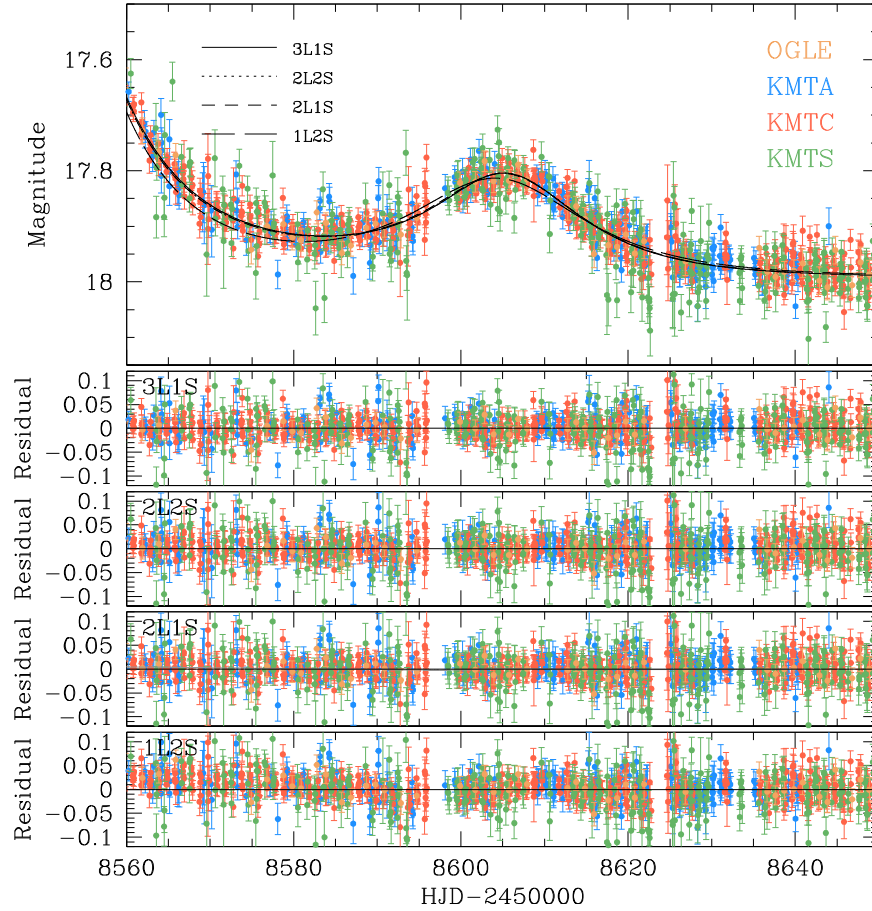 17.6
17.8
18
Magnitude
3L1S
2L2S
2L1S
1L2S
OGLE
KMTA
KMTC
KMTS
0.1
0.05
0
−0.05
−0.1
Residual
3L1S
0.1
0.05
0
−0.05
−0.1
Residual
2L2S
0.1
0.05
0
−0.05
−0.1
Residual
2L1S
0.1
0.05
0
−0.05
−0.1
Residual
1L2S
8560 8580 8600 8620 8640
HJD−2450000